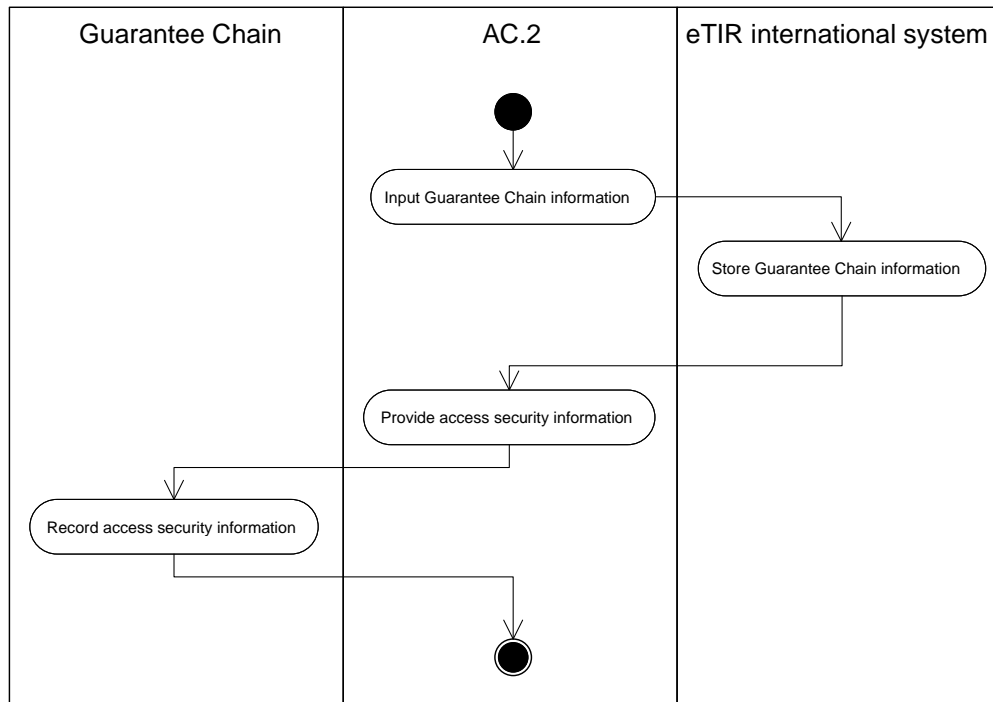 Guarantee Chain
AC.2
eTIR international system
Input Guarantee Chain information
Store Guarantee Chain information
Provide access security information
Record access security information